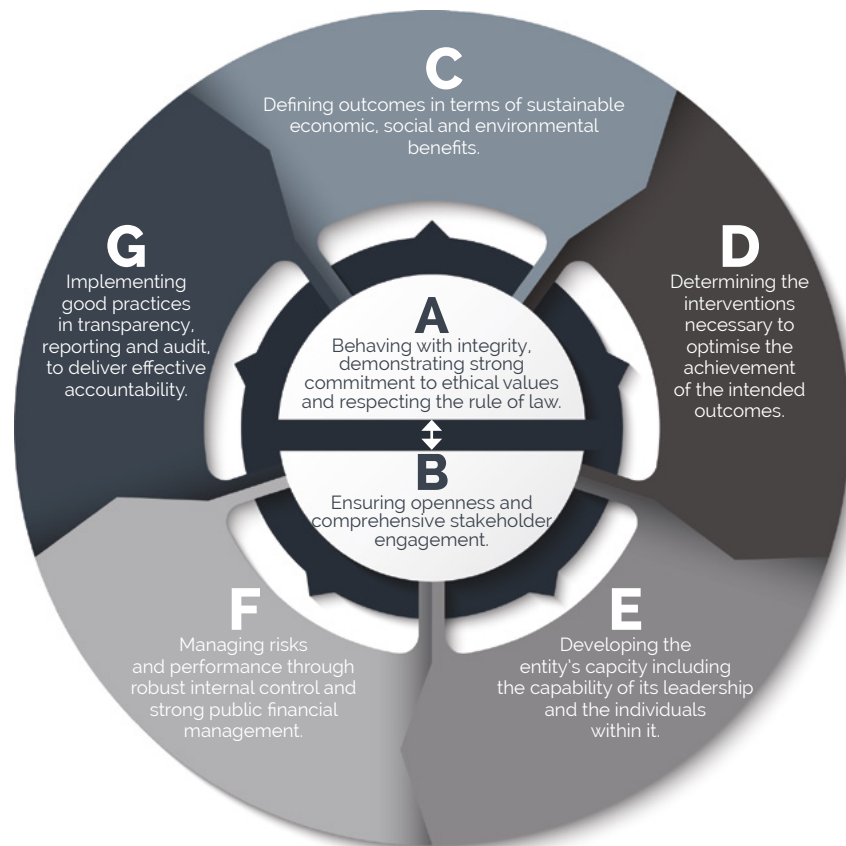 C
Defining outcomes in terms of sustainable
economic, social and environmental
benefits.
G
Implementing
good practices
in transparency,
reporting and audit,
to deliver effective
accountability.
D
Determining the
interventions
necessary to
optimise the
achievement
of the intended
outcomes.
A
Behaving with integrity,
demonstrating strong
commitment to ethical values
and respecting the rule of law.
B
Ensuring openness and
comprehensive stakeholder
engagement.
F
Managing risks
and performance through
robust internal control and
strong public financial
management.
E
Developing the
entity's capcity including
the capability of its leadership
and the individuals
within it.